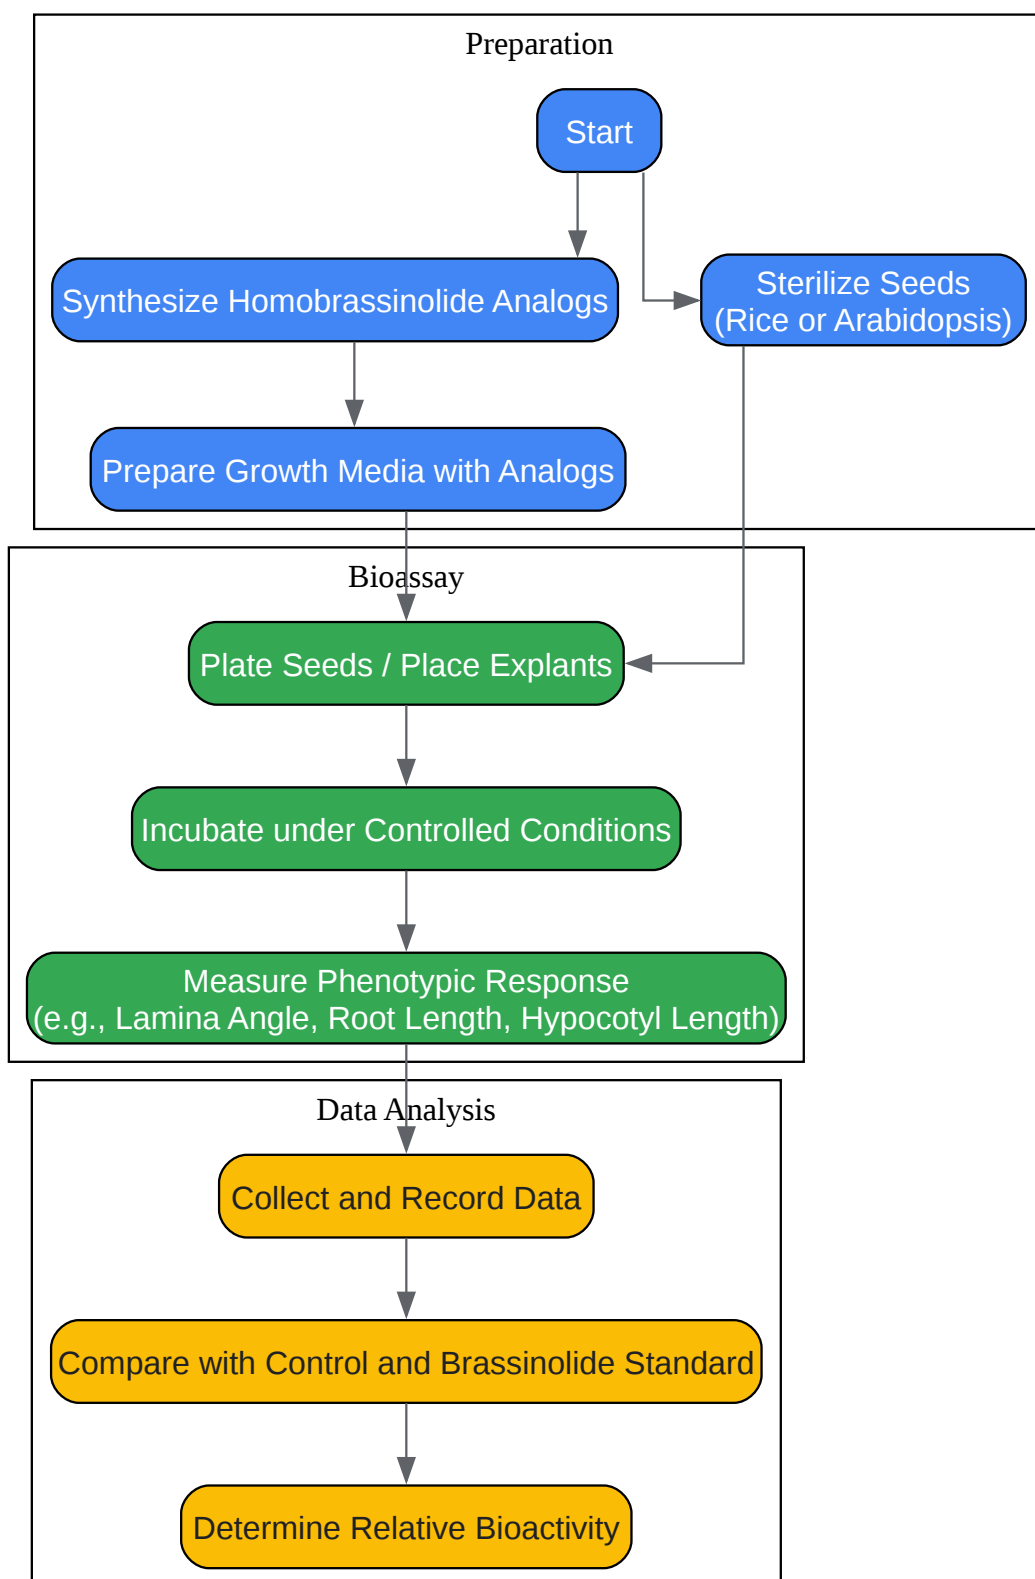 Preparation
Start
Synthesize Homobrassinolide Analogs
Sterilize Seeds
(Rice or Arabidopsis)
Prepare Growth Media with Analogs
Bioassay
Plate Seeds / Place Explants
Incubate under Controlled Conditions
Measure Phenotypic Response
(e.g., Lamina Angle, Root Length, Hypocotyl Length)
Data Analysis
Collect and Record Data
Compare with Control and Brassinolide Standard
Determine Relative Bioactivity